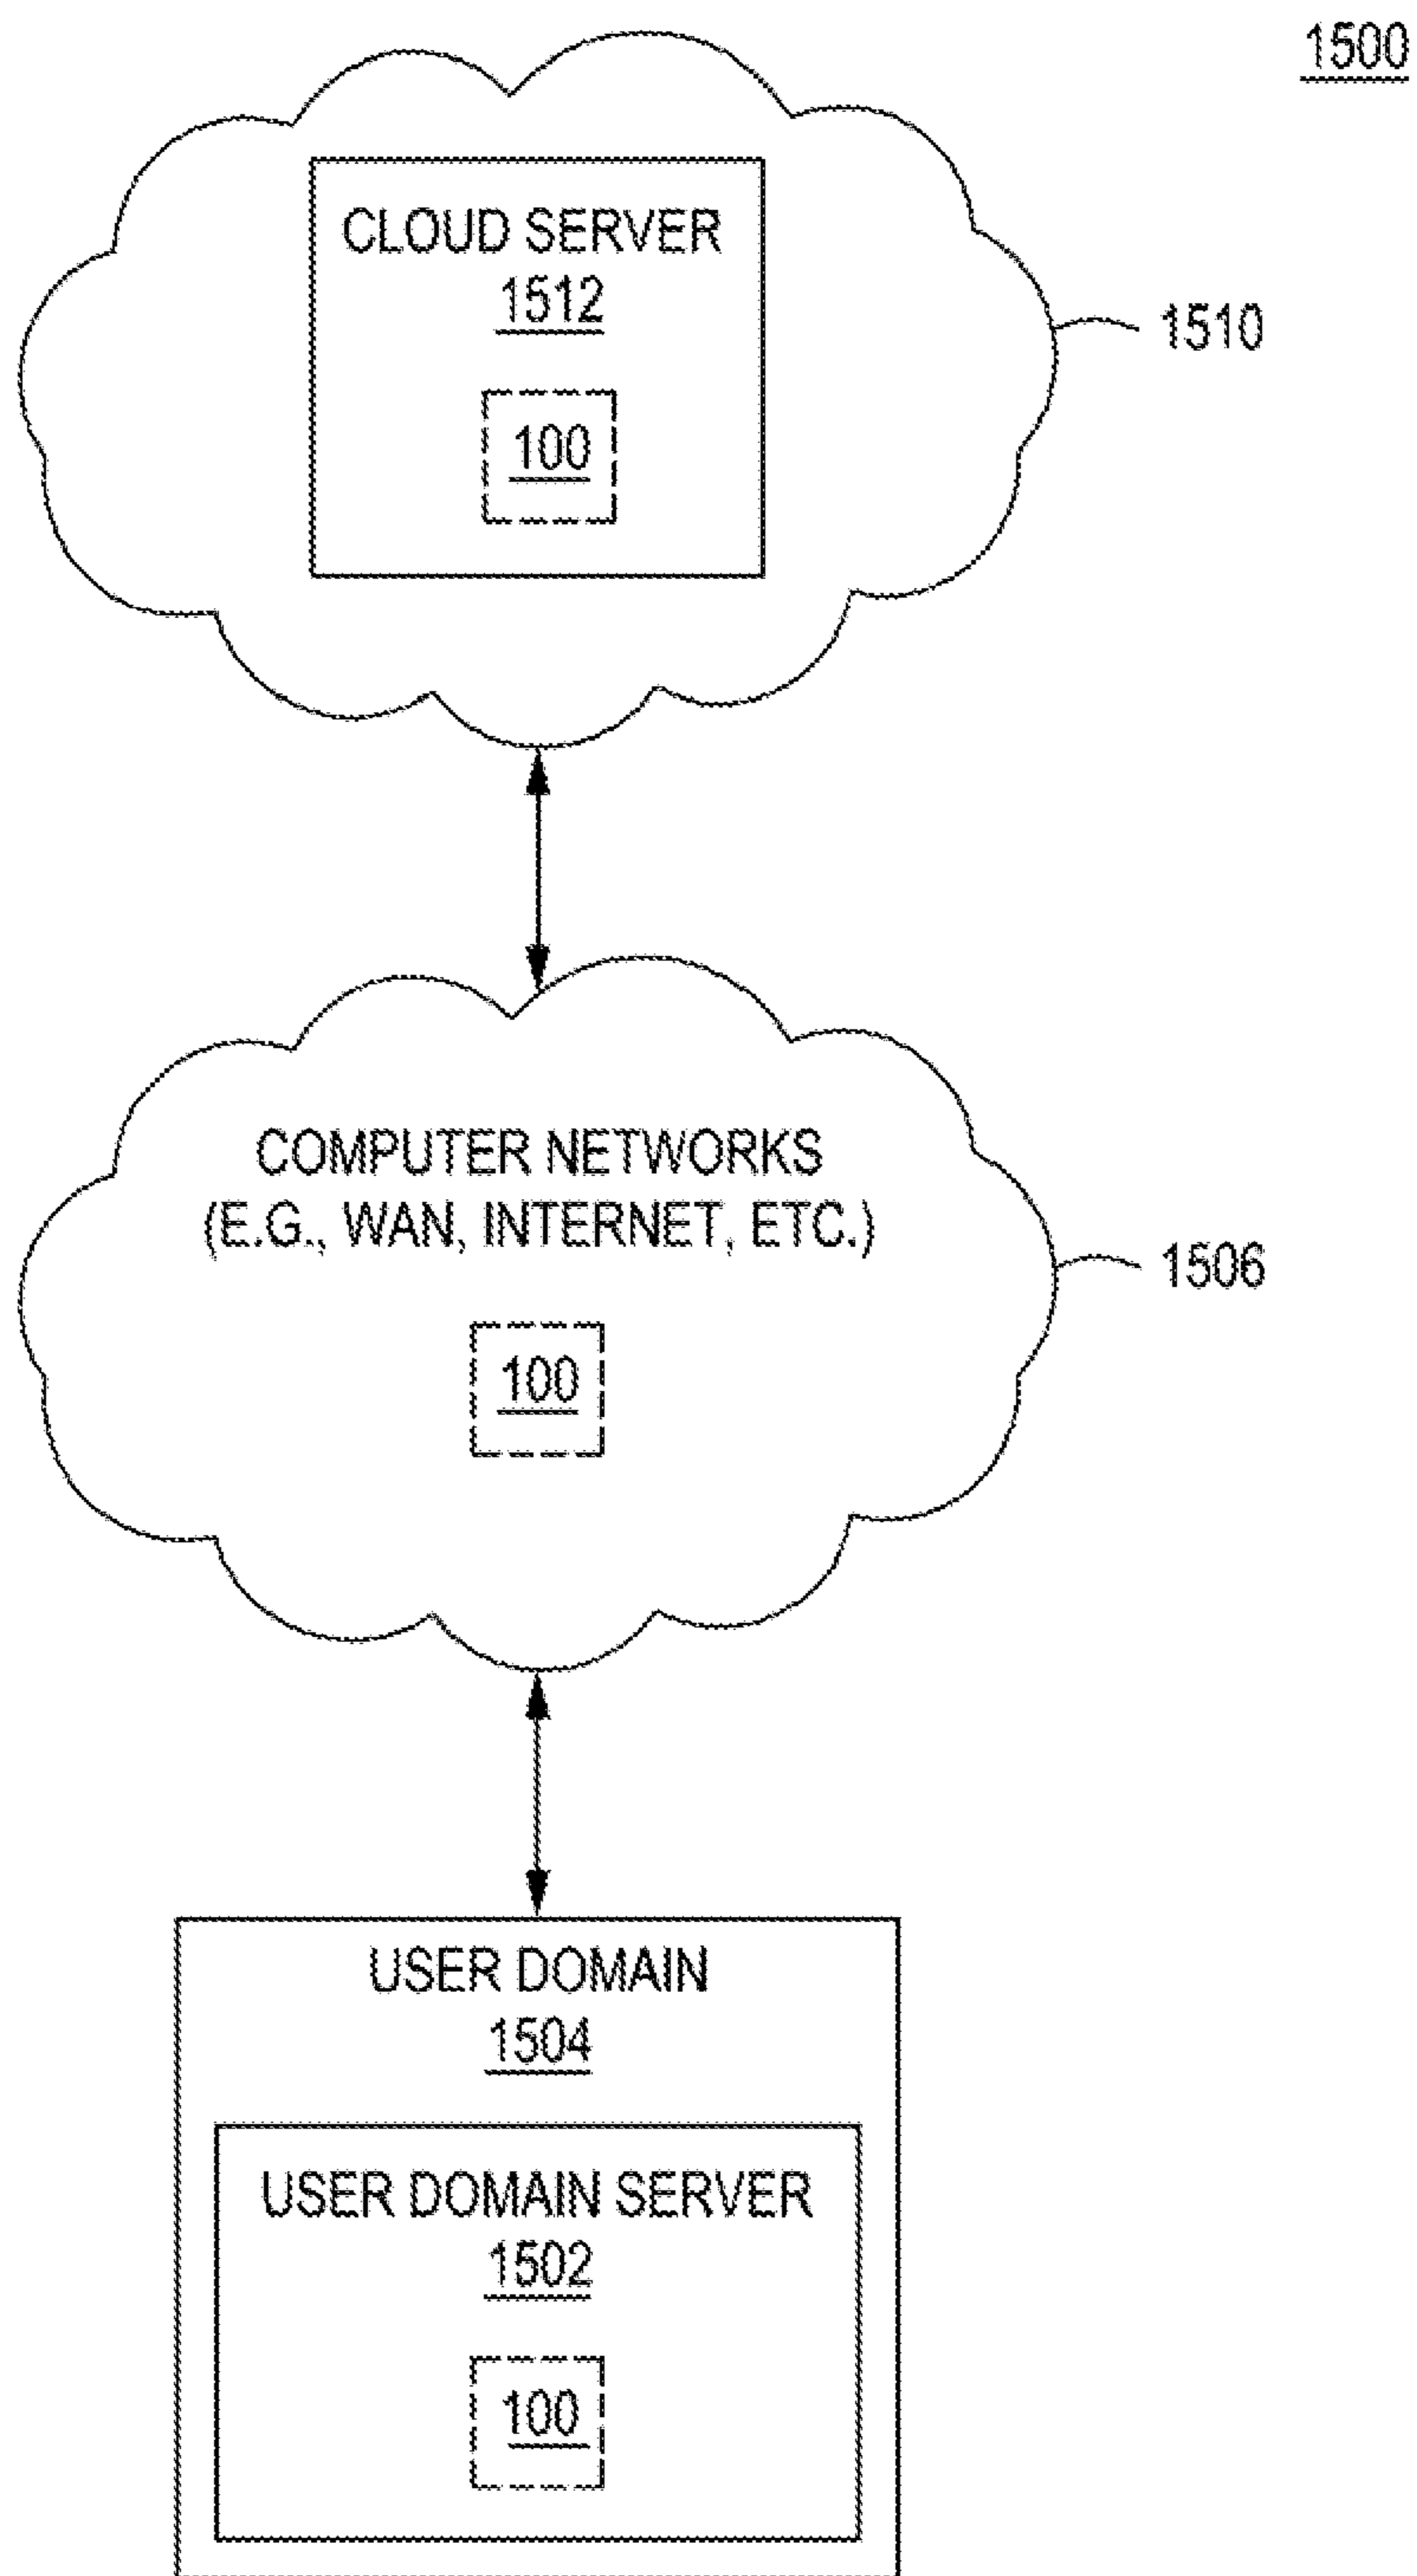 1500
CLOUD SERVER
1512
100
1510
COMPUTER NETWORKS
(E.G., WAN, INTERNET, ETC.)
1506
100
USER DOMAIN
1504
USER DOMAIN SERVER
1502
100